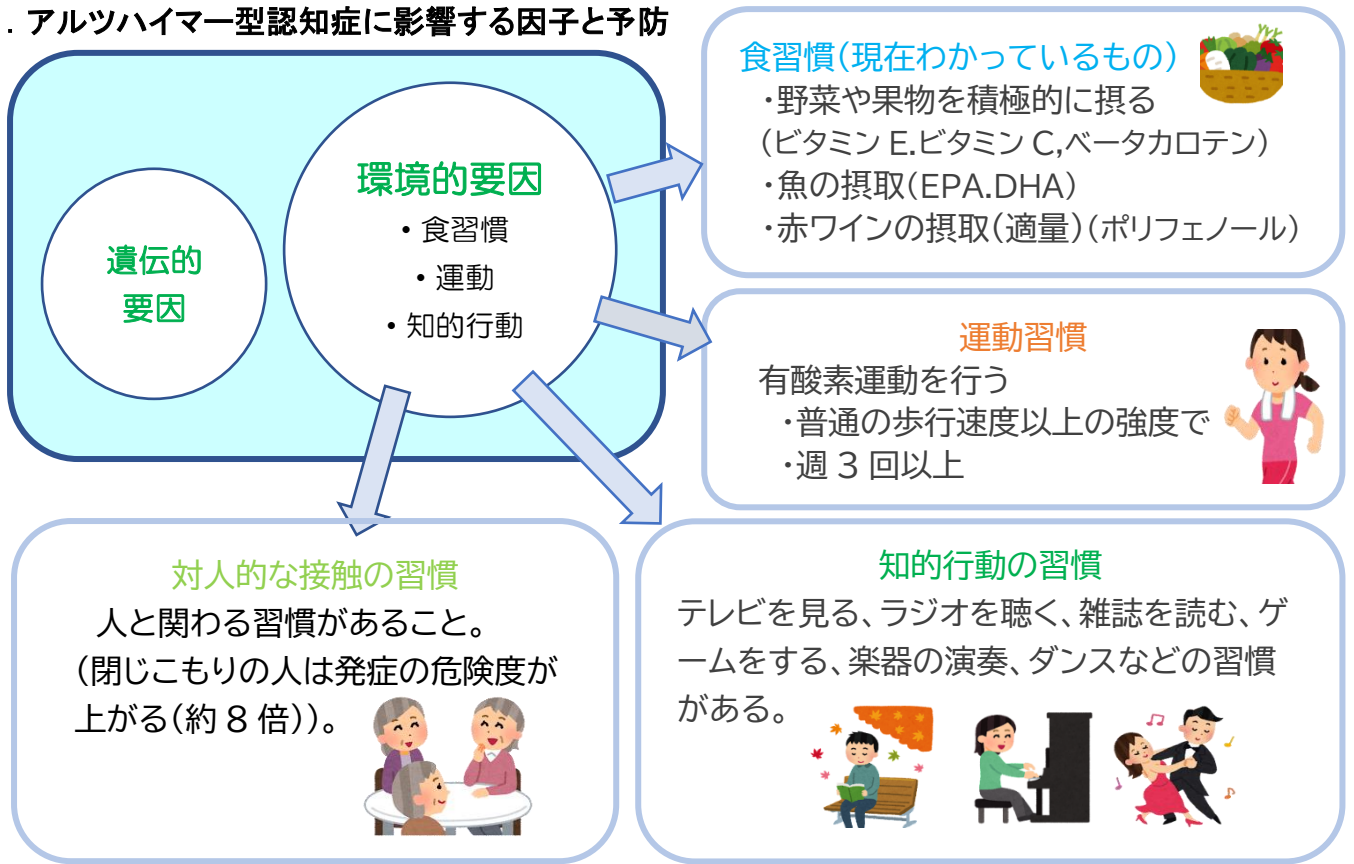 . アルツハイマー型認知症に影響する因子と予防
遺伝的
要因
環境的要因
・食習慣
・運動
・知的行動
食習慣(現在わかっているもの)
・野菜や果物を積極的に摂る
(ビタミン E.ビタミン C,ベータカロテン)
・魚の摂取(EPA.DHA)
・赤ワインの摂取(適量)(ポリフェノール)
運動習慣
有酸素運動を行う
・普通の歩行速度以上の強度で
・週 3 回以上
対人的な接触の習慣
人と関わる習慣があること。
(閉じこもりの人は発症の危険度が
上がる(約 8 倍))。
知的行動の習慣
テレビを見る、ラジオを聴く、雑誌を読む、ゲ
ームをする、楽器の演奏、ダンスなどの習慣
がある。